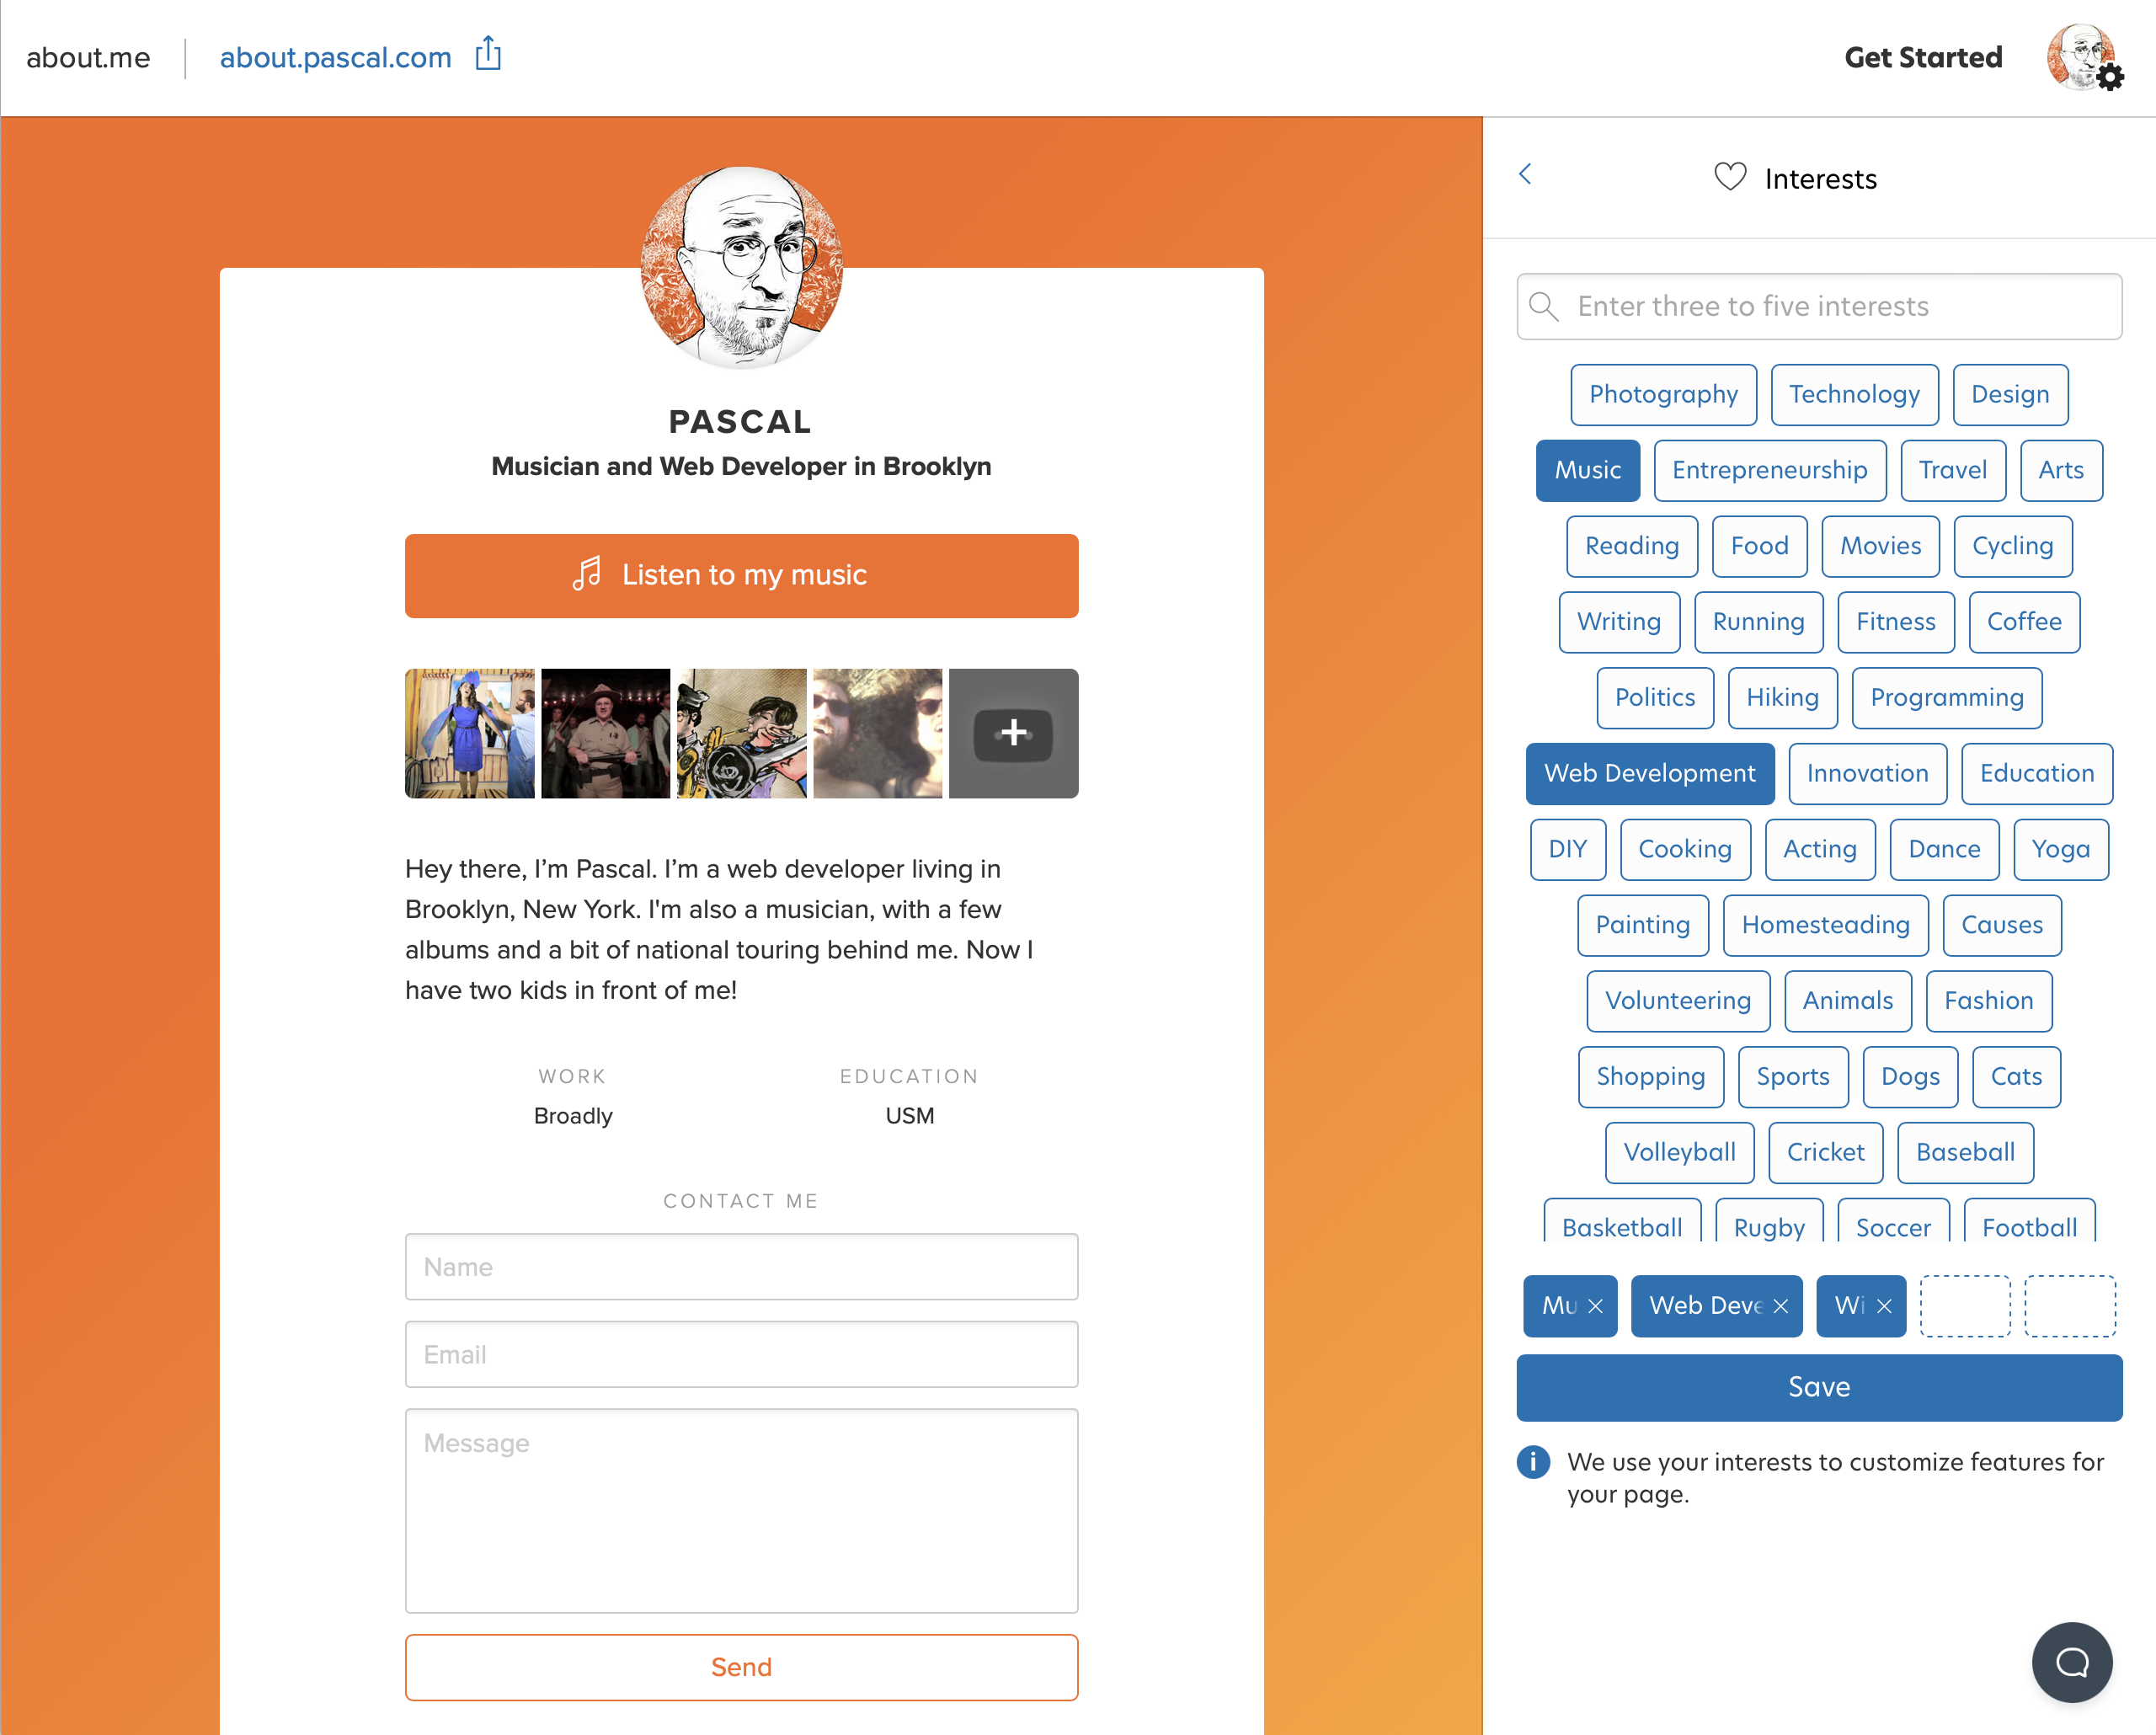 about.me
about.pascal.com
Get Started
PASCAL
Musician and Web Developer in Brooklyn
Listen to my music
Hey there, I’m Pascal. I’m a web developer living in
Brooklyn, New York. I'm also a musician, with a few
albums and a bit of national touring behind me. Now I
have two kids in front of me!
WORK
Broadly
EDUCATION
USM
CONTACT ME
Name
Email
Message
Send
Interests
Enter three to five interests
Photography Technology Design
Music Entrepreneurship Travel Arts
Reading Food Movies Cycling
Writing Running Fitness Coffee
Politics Hiking Programming
Web Development Innovation Education
DIY Cooking Acting Dance Yoga
Painting Homesteading Causes
Volunteering Animals Fashion
Shopping Sports Dogs Cats
Volleyball Cricket Baseball
Basketball Rugby Soccer Football
Mu Web Deve Wi
Save
We use your interests to customize features for
your page.